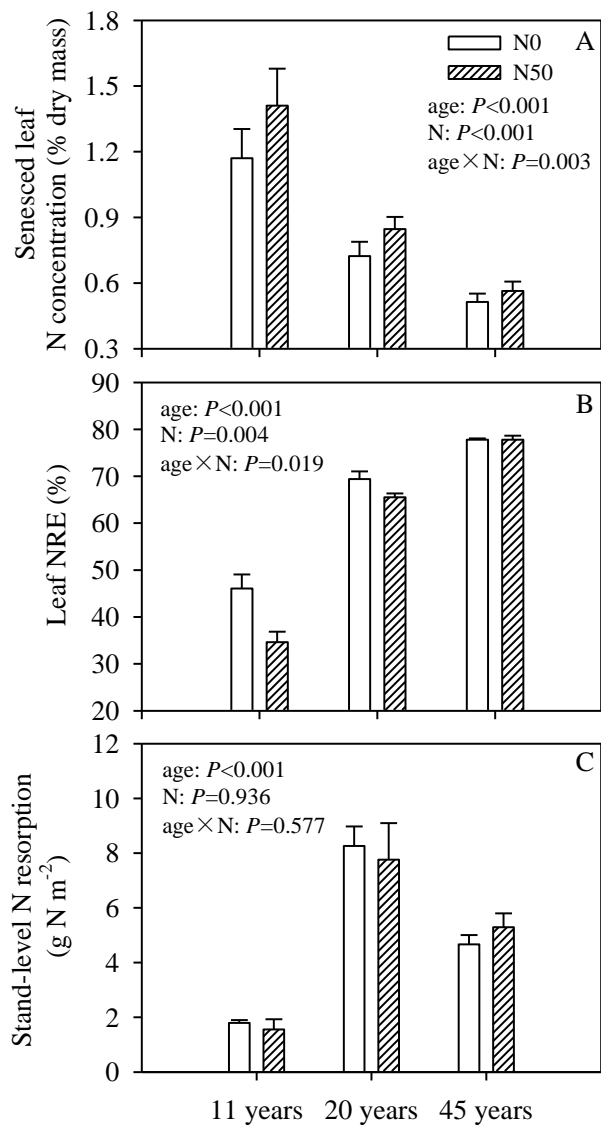 A
N0
N50
age: P<0.001
N: P<0.001
age×N: P=0.003
Senesced leaf
N concentration (% dry mass)
1.8
1.5
1.2
0.9
0.6
0.3
B
age: P<0.001
N: P=0.004
age×N: P=0.019
Leaf NRE (%)
90
80
70
60
50
40
30
20
C
age: P<0.001
N: P=0.936
age×N: P=0.577
Stand-level N resorption
(g N m-2)
12
10
8
6
4
2
0
11 years 20 years 45 years